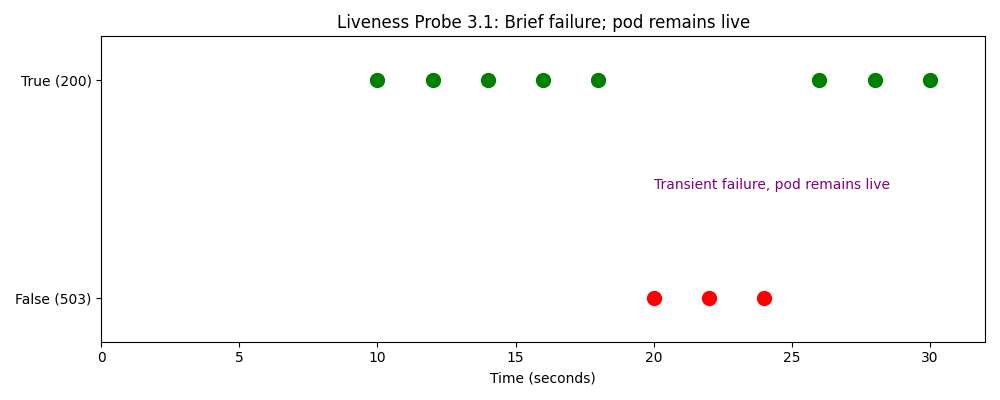 Liveness Probe 3.1: Brief failure; pod remains live
True (200)
Transient failure, pod remains live
False (503)
0 5 10 15 20 25 30
Time (seconds)